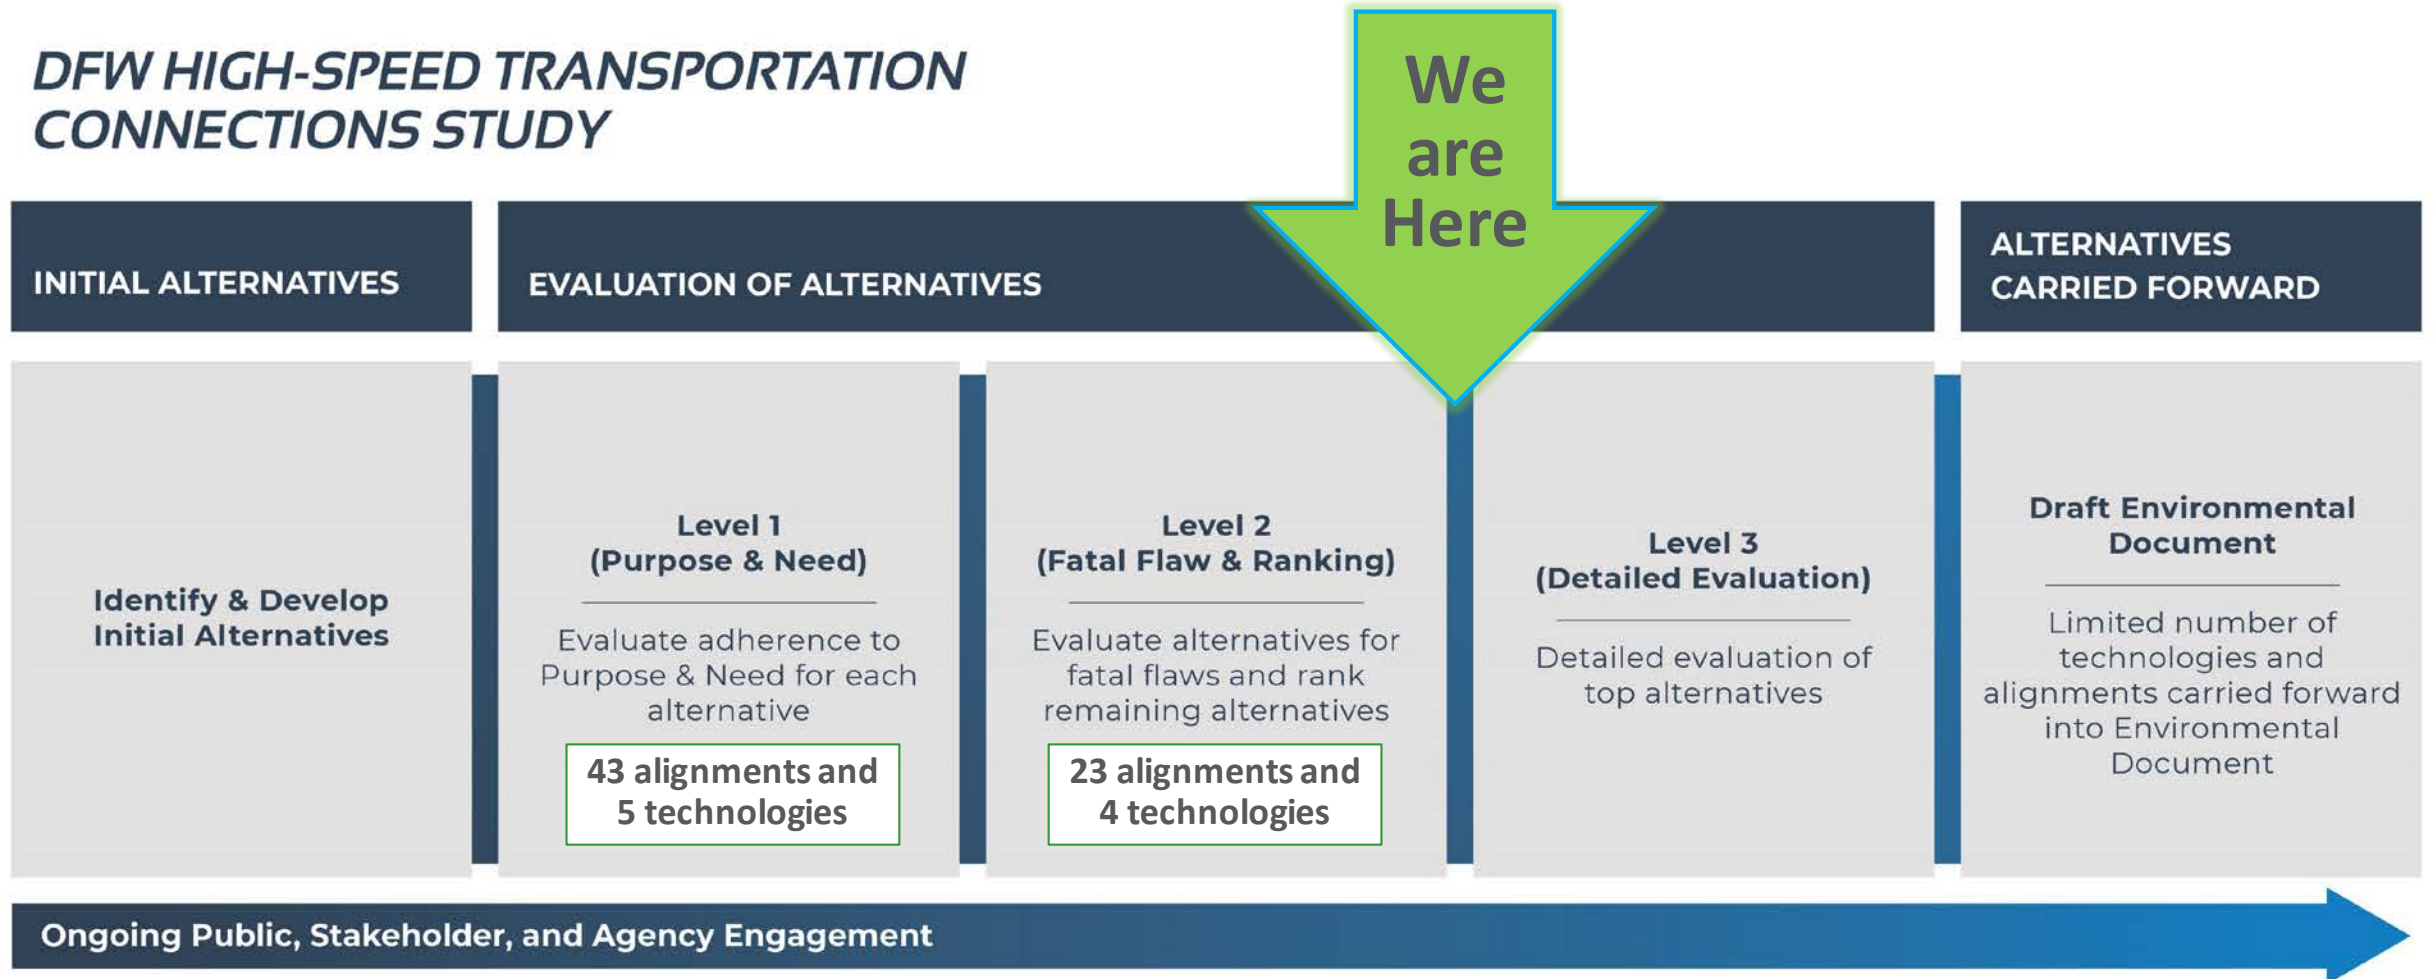 DFW HIGH-SPEED TRANSPORTATION
CONNECTIONS STUDY
We
are
Here
INITIAL ALTERNATIVES
EVALUATION OF ALTERNATIVES
ALTERNATIVES
CARRIED FORWARD
Identify & Develop
Initial Alternatives
Level 1
(Purpose & Need)
Evaluate adherence to
Purpose & Need for each
alternative
43 alignments and
5 technologies
Level 2
(Fatal Flaw & Ranking)
Evaluate alternatives for
fatal flaws and rank
remaining alternatives
23 alignments and
4 technologies
Level 3
(Detailed Evaluation)
Detailed evaluation of
top alternatives
Draft Environmental
Document
Limited number of
technologies and
alignments carried forward
into Environmental
Document
Ongoing Public, Stakeholder, and Agency Engagement